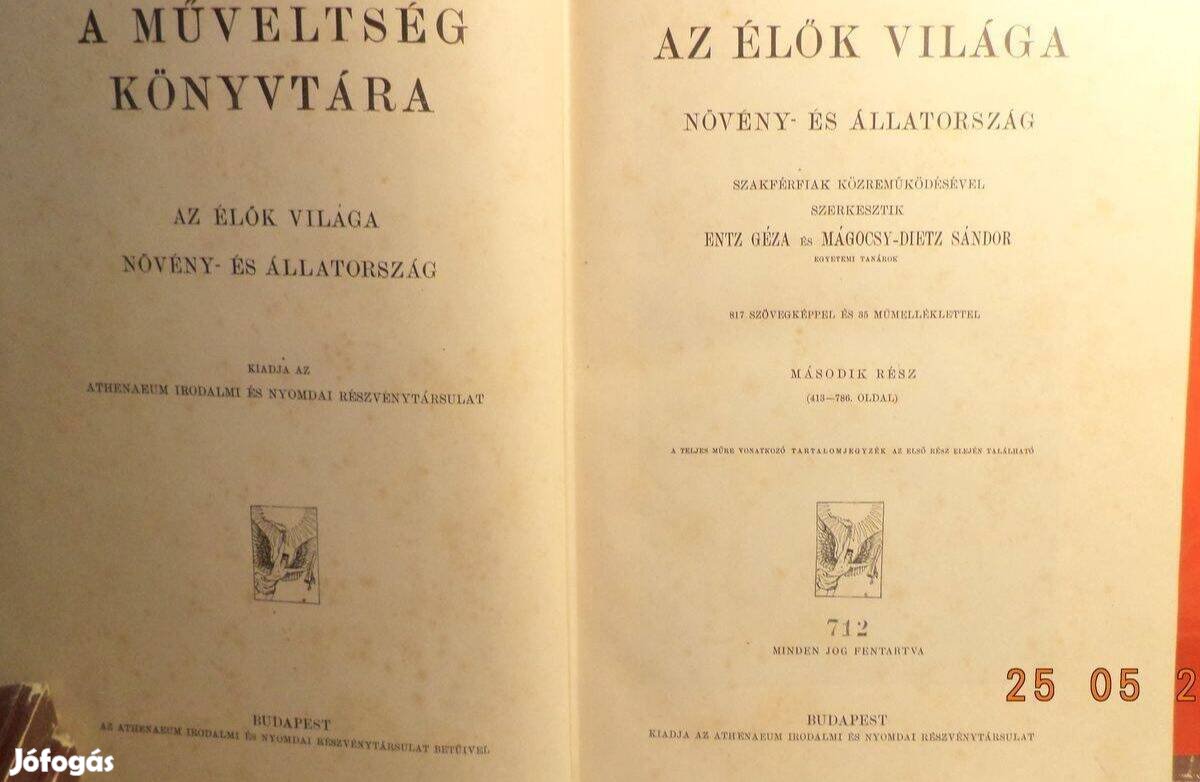 A MŰVELTSÉG
KÖNYVTÁRA
AZ ÉLŐK VILÁGA
NÖVÉNY- ÉS ÁLLATORSZÁG
KIADJA AZ
ATHENAEUM IRODALMI ÉS NYOMDAI RÉSZVÉNYTÁRSULAT
BUDAPEST
AZ ATHENAEUM IRODALMI ÉS NYOMDAI RÉSZVÉNYTÁRSULAT BETŰIVEL
AZ ÉLŐK VILÁGA
NÖVÉNY- ÉS ÁLLATORSZÁG
SZAKFÉRFIAK KÖZREMŰKÖDÉSÉVEL
SZERKESZTIK
ENTZ GÉZA ÉS MÁGOCSY-DIETZ SÁNDOR
EGYETEMI TANÁROK
817 SZÖVEGKÉPPEL ÉS 35 MŰMELLÉKLETTEL
MÁSODIK RÉSZ
(413—786. OLDAL)
A TELJES MŰRE VONATKOZÓ TARTALOMJEGYZÉK AZ ELSŐ RÉSZ ELEJÉN TALÁLHATÓ
712
MINDEN JOG FENTARTVA
BUDAPEST
KIADJA AZ ATHENAEUM IRODALMI ÉS NYOMDAI RÉSZVÉNYTÁRSULAT
25 05 2
Jófogás